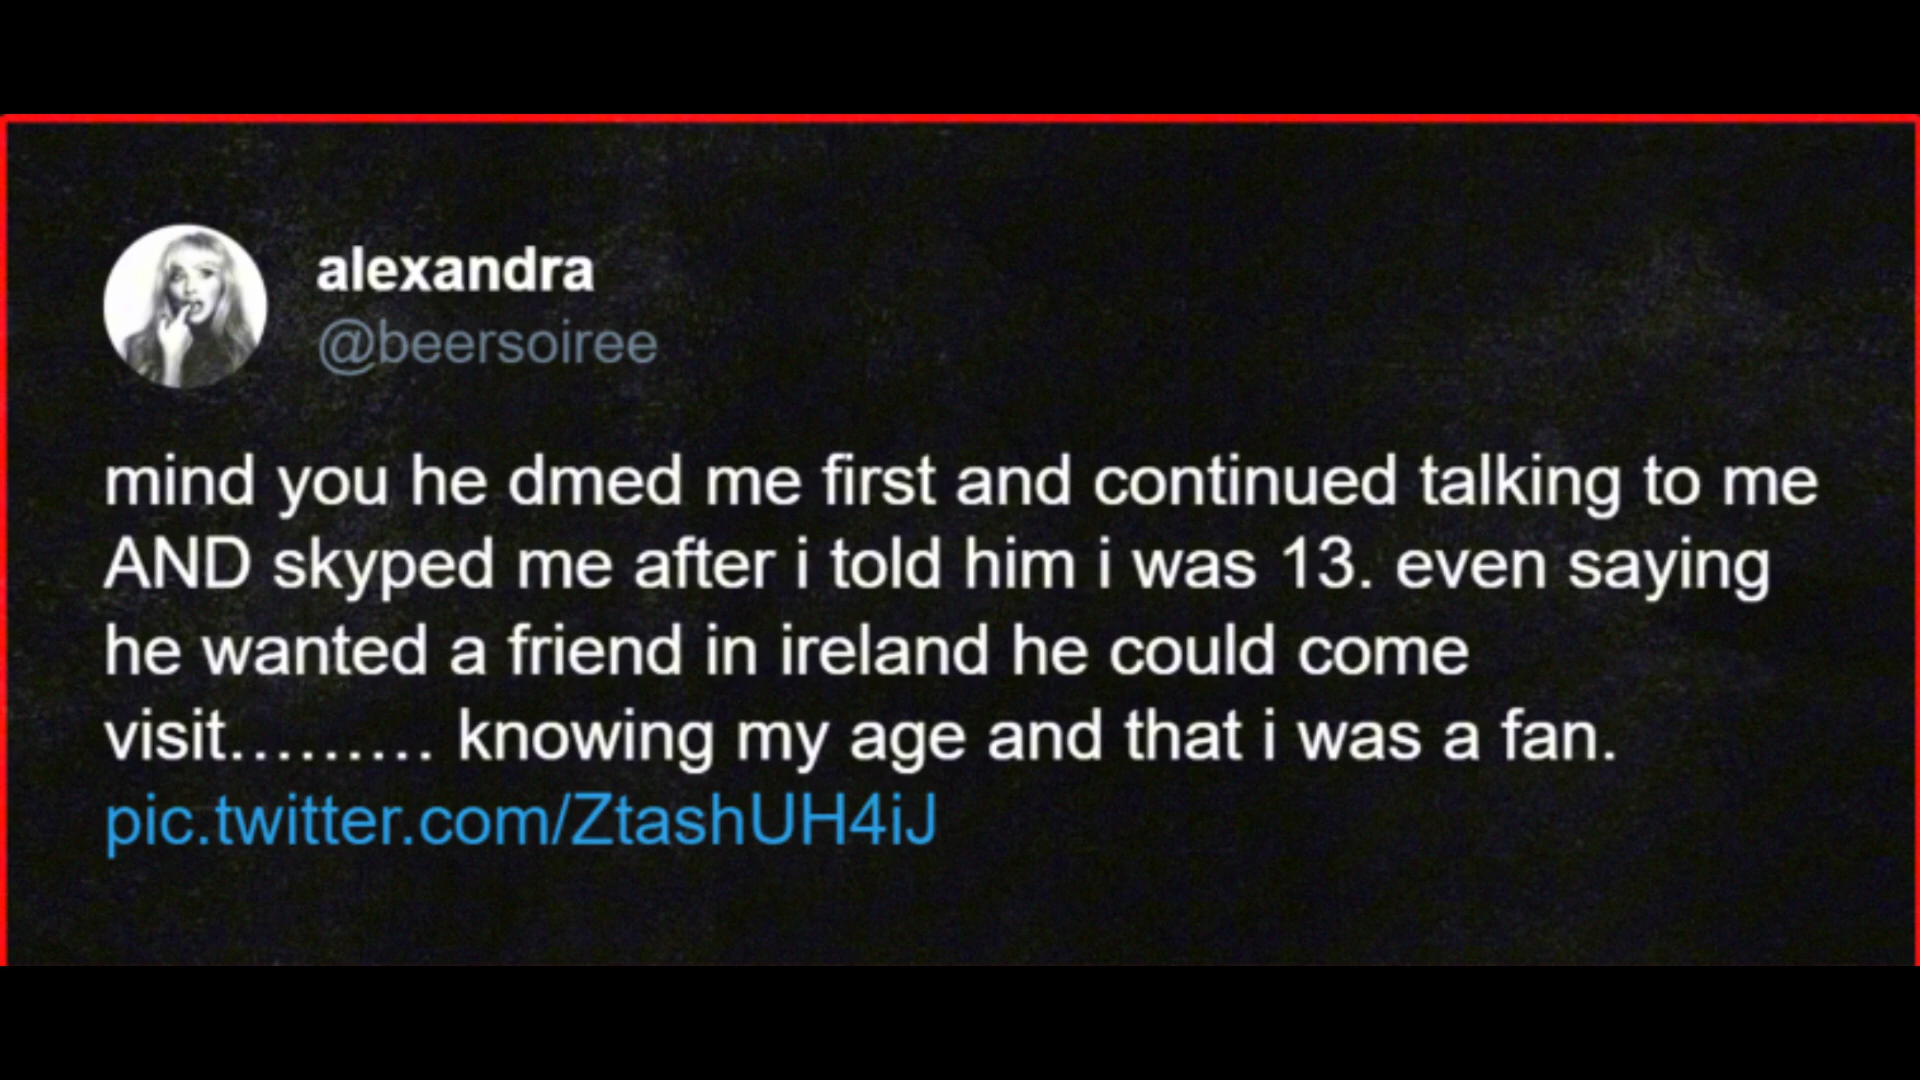 alexandra
@beersoiree
mind you he dmed me first and continued talking to me
AND skyped me after i told him i was 13. even saying
he wanted a friend in ireland he could come
visit......... knowing my age and that i was a fan.
pic.twitter.com/ZtashUH4iJ